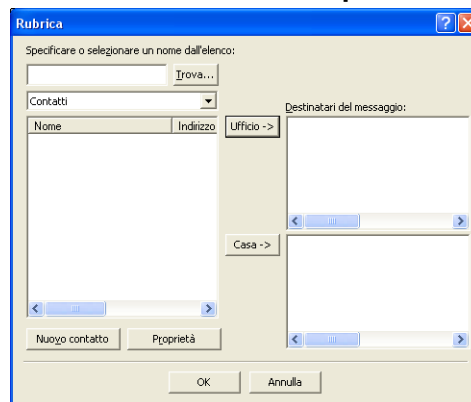 Rubrica
Specificare o selezionare un nome dall'elenco:
Trova...
Contatti
Destinatari del messaggio:
Nome Indirizzo
Ufficio ->
Casa ->
Nuovo contatto Proprietà
OK Annulla